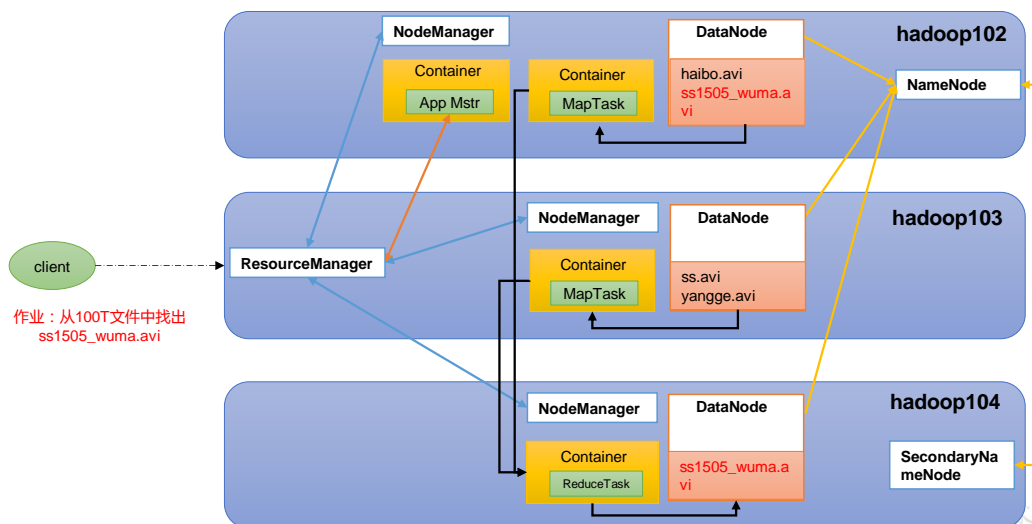 NodeManager
DataNode
hadoop102
Container
App Mstr
Container
MapTask
haibo.avi
ss1505_wuma.a
vi
NameNode
NodeManager
DataNode
hadoop103
client
ResourceManager
Container
MapTask
ss.avi
yangge.avi
作业：从100T文件中找出
ss1505_wuma.avi
NodeManager
DataNode
hadoop104
Container
ReduceTask
ss1505_wuma.a
vi
SecondaryNa
meNode